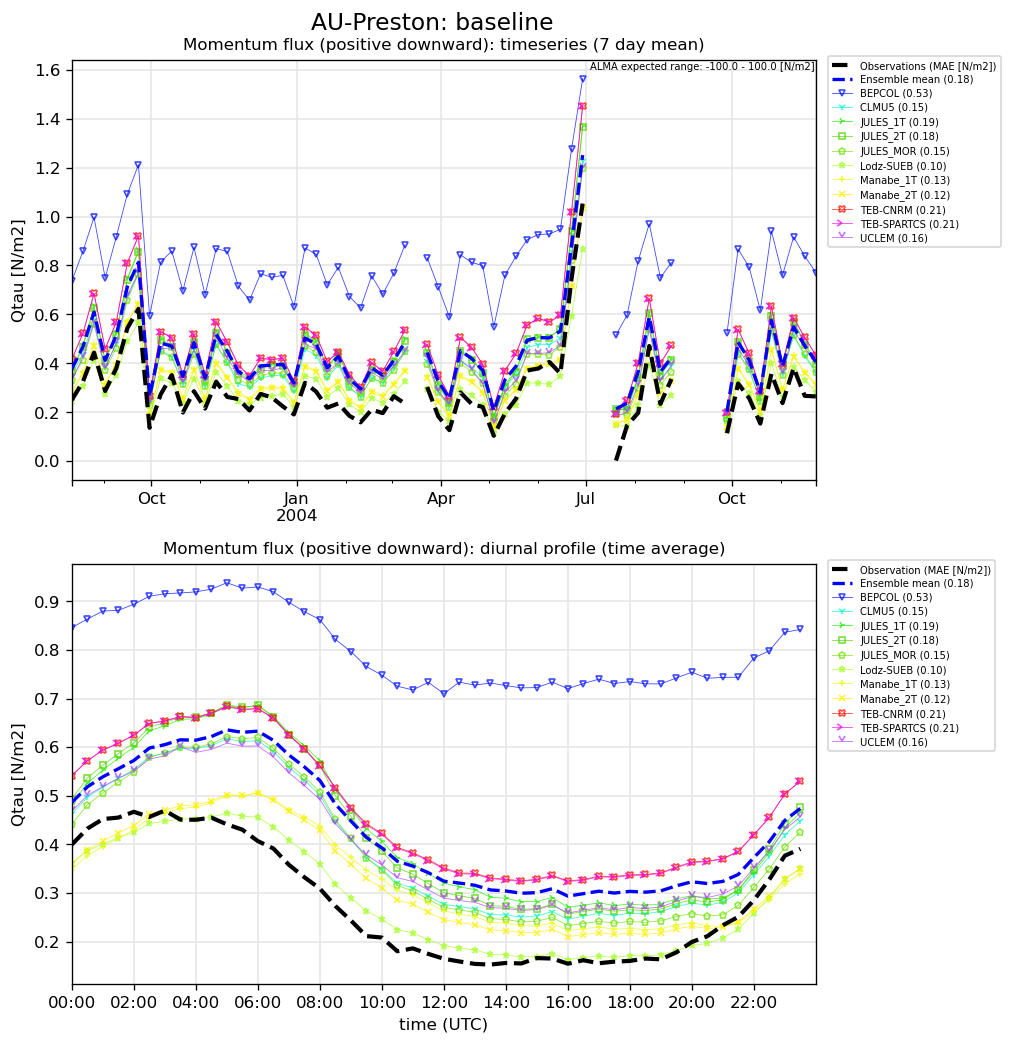 AU-Preston: baseline
Momentum flux (positive downward): timeseries (7 day mean)
ALMA expected range: -100.0 - 100.0 [N/m2]
Qtau [N/m2]
1.6
1.4
1.2
1.0
0.8
0.6
0.4
0.2
0.0
Oct
Jan
2004
Apr
Jul
Oct
Observations (MAE [N/m2])
Ensemble mean (0.18)
BEPCOL (0.53)
CLMU5 (0.15)
JULES_1T (0.19)
JULES_2T (0.18)
JULES_MOR (0.15)
Lodz-SUEB (0.10)
Manabe_1T (0.13)
Manabe_2T (0.12)
TEB-CNRM (0.21)
TEB-SPARTCS (0.21)
UCLEM (0.16)
Momentum flux (positive downward): diurnal profile (time average)
Qtau [N/m2]
0.9
0.8
0.7
0.6
0.5
0.4
0.3
0.2
00:00
02:00
04:00
06:00
08:00
10:00
12:00
14:00
16:00
18:00
20:00
22:00
time (UTC)
Observation (MAE [N/m2])
Ensemble mean (0.18)
BEPCOL (0.53)
CLMU5 (0.15)
JULES_1T (0.19)
JULES_2T (0.18)
JULES_MOR (0.15)
Lodz-SUEB (0.10)
Manabe_1T (0.13)
Manabe_2T (0.12)
TEB-CNRM (0.21)
TEB-SPARTCS (0.21)
UCLEM (0.16)